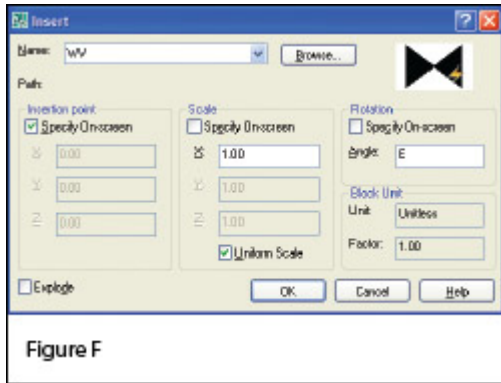 Insert
Name: WV Browse...
Path:
Insertion point Scale Rotation
Specify On-screen Specify On-screen Specify On-screen
X: 0.00 X: 1.00 Angle: E
Y: 0.00 Y: 1.00 Block Unit
Z: 0.00 Z: 1.00 Unit: Unitless
Uniform Scale Factor: 1.00
Explode OK Cancel Help
Figure F